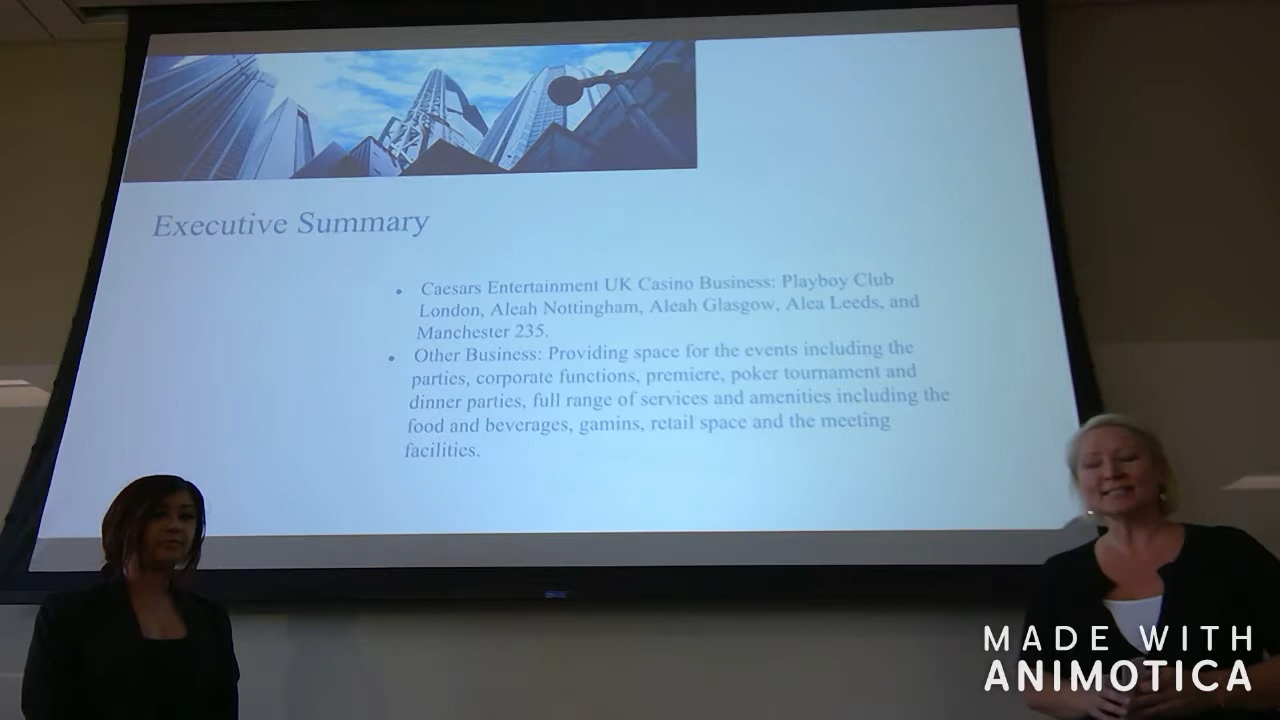 Executive Summary
Caesars Entertainment UK Casino Business: Playboy Club
London, Aleah Nottingham, Aleah Glasgow, Alea Leeds, and
Manchester 235.
Other Business: Providing space for the events including the
parties, corporate functions, premiere, poker tournament and
dinner parties, full range of services and amenities including the
food and beverages, gamins, retail space and the meeting
facilities.
MADE WITH
ANIMOTICA